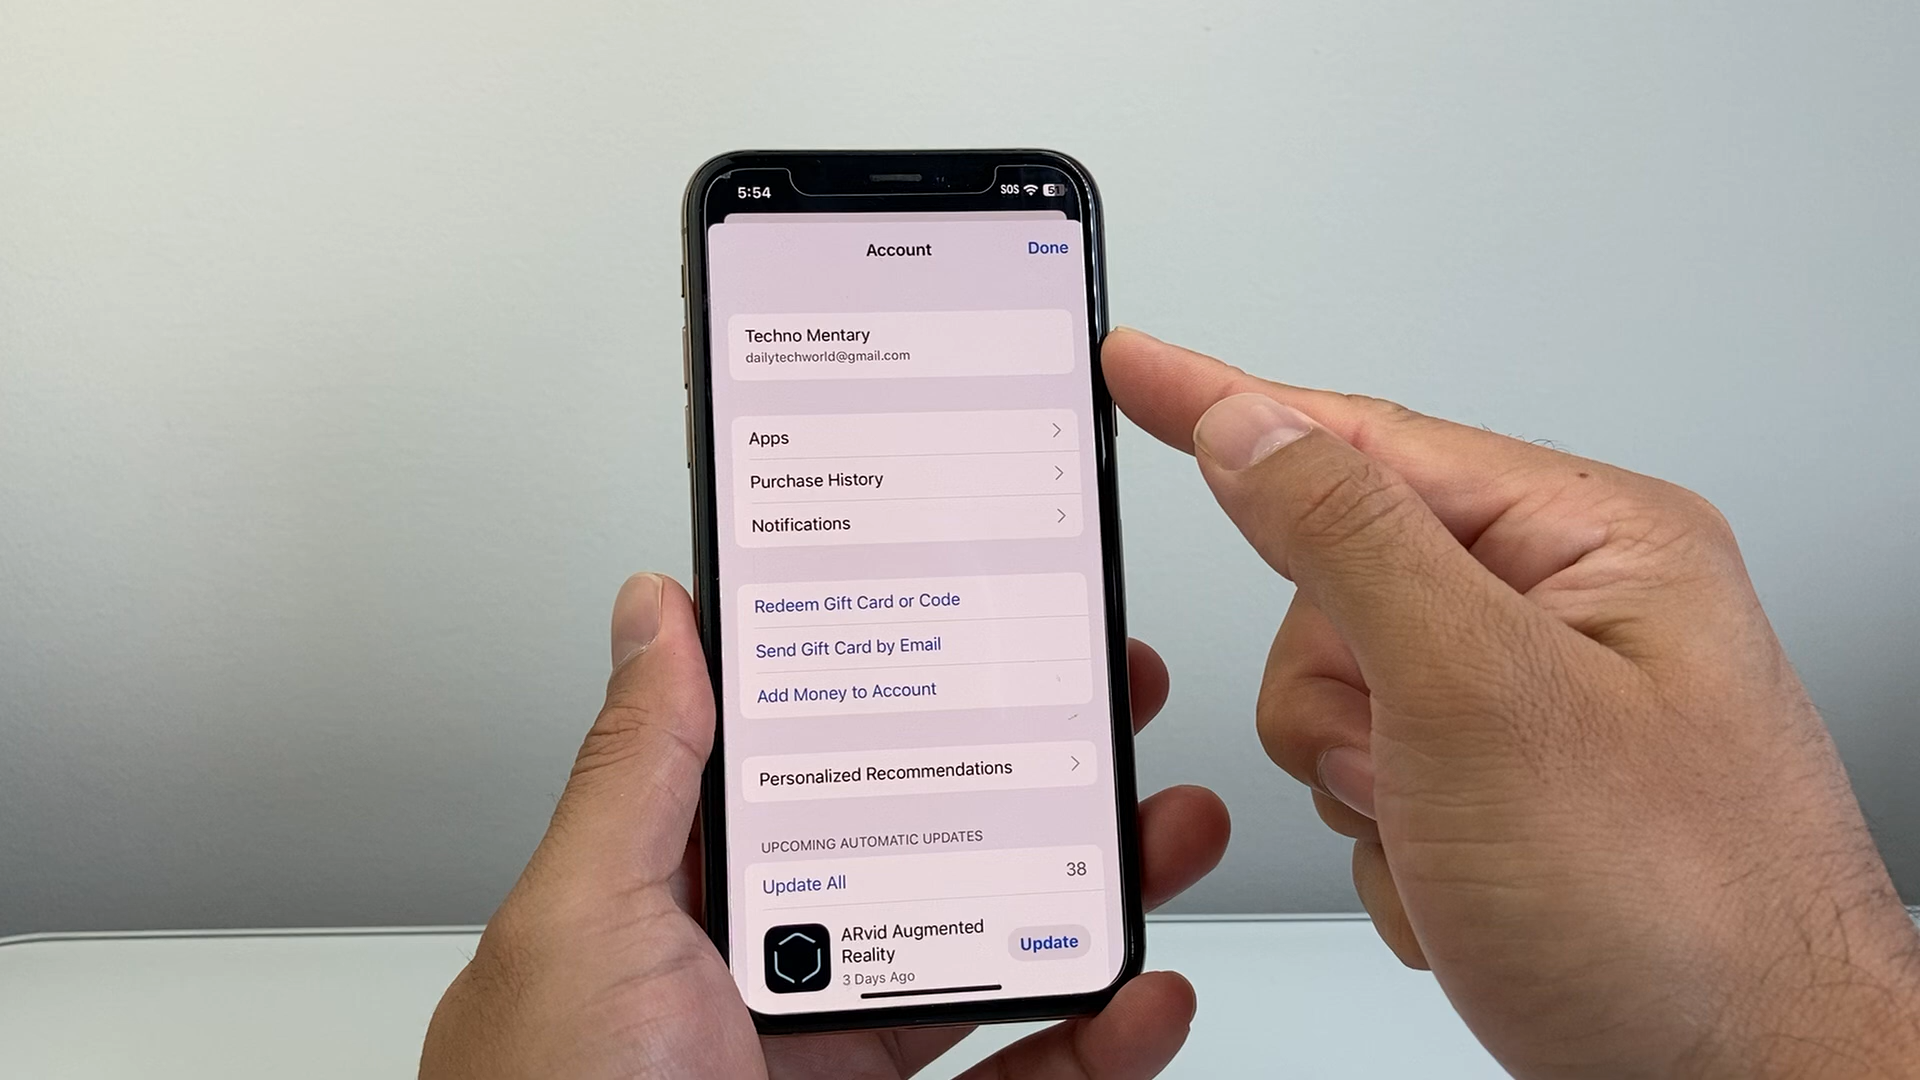 5:54
SOS 51
Account
Done
Techno Mentary
dailytechworld@gmail.com
Apps
Purchase History
Notifications
Redeem Gift Card or Code
Send Gift Card by Email
Add Money to Account
Personalized Recommendations
UPCOMING AUTOMATIC UPDATES
Update All
38
ARvid Augmented
Reality
Update
3 Days Ago